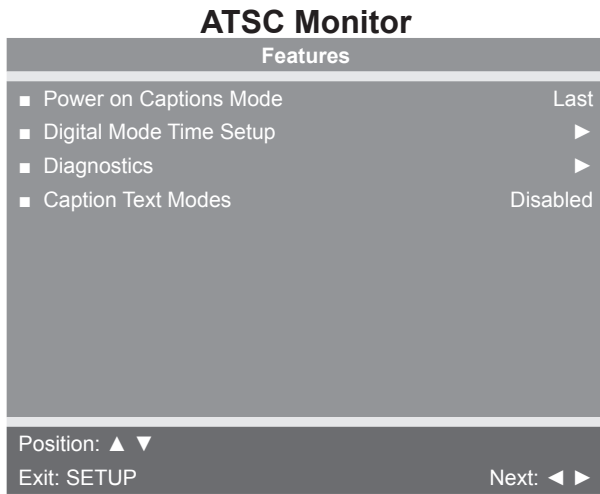 ATSC Monitor
Features
■ Power on Captions Mode Last
■ Digital Mode Time Setup ►
■ Diagnostics ►
■ Caption Text Modes Disabled
Position: ▲ ▼
Exit: SETUP Next: ◄ ►